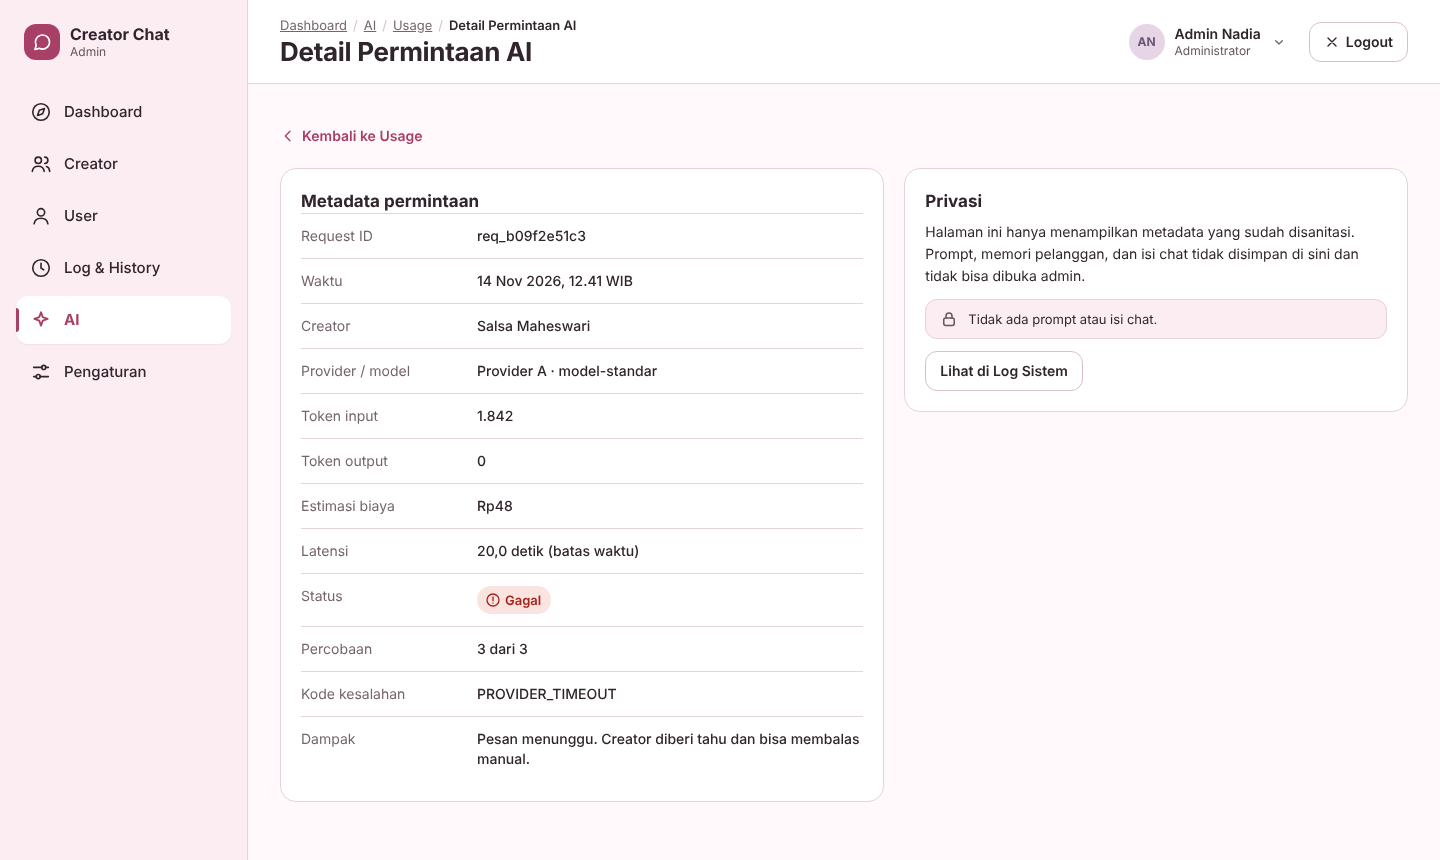 Creator Chat
Admin
Dashboard
Creator
User
Log & History
AI
Pengaturan
Dashboard / AI / Usage / Detail Permintaan AI
Detail Permintaan AI
AN
Admin Nadia
Administrator
Logout
Kembali ke Usage
Metadata permintaan
Request ID req_b09f2e51c3
Waktu 14 Nov 2026, 12.41 WIB
Creator Salsa Maheswari
Provider / model Provider A · model-standar
Token input 1.842
Token output 0
Estimasi biaya Rp48
Latensi 20,0 detik (batas waktu)
Status Gagal
Percobaan 3 dari 3
Kode kesalahan PROVIDER_TIMEOUT
Dampak Pesan menunggu. Creator diberi tahu dan bisa membalas
manual.
Privasi
Halaman ini hanya menampilkan metadata yang sudah disanitasi.
Prompt, memori pelanggan, dan isi chat tidak disimpan di sini dan
tidak bisa dibuka admin.
Tidak ada prompt atau isi chat.
Lihat di Log Sistem